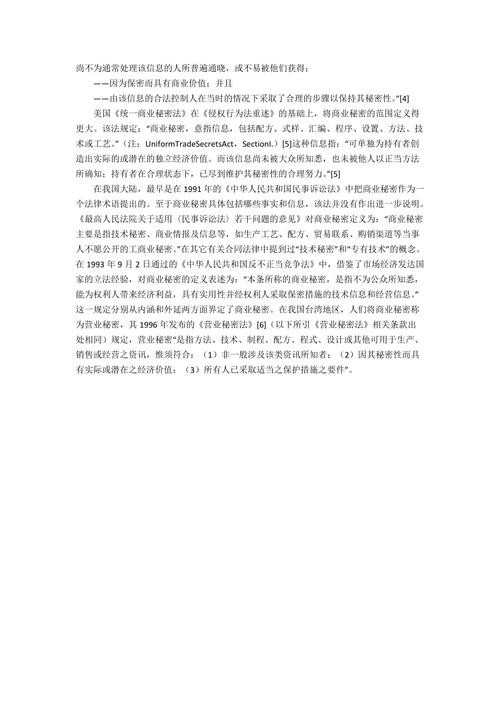 尚不为通常处理该信息的人所普遍通晓，或不易被他们获得；
——因为保密而具有商业价值；并且
——由该信息的合法控制人在当时的情况下采取了合理的步骤以保持其秘密性。”[4]
美国《统一商业秘密法》在《侵权行为法重述》的基础上，将商业秘密的范围定义得
更大。该法规定：“商业秘密，意指信息，包括配方、式样、汇编、程序、设置、方法、技
术或工艺。”（注：UniformTradeSecretsAct，SectionI.）[5]这种信息指：“可单独为持有者创
造出实际的或潜在的独立经济价值。而该信息尚未被大众所知悉，也未被他人以正当方法
所确知；持有者在合理状态下，已尽到维护其秘密性的合理努力。”[5]
在我国大陆，最早是在 1991 年的《中华人民共和国民事诉讼法》中把商业秘密作为一
个法律术语提出的。至于商业秘密具体包括哪些事实和信息，该法并没有作出进一步说明。
《最高人民法院关于适用〈民事诉讼法〉若干问题的意见》对商业秘密定义为：“商业秘密
主要是指技术秘密、商业情报及信息等，如生产工艺、配方、贸易联系、购销渠道等当事
人不愿公开的工商业秘密。”在其它有关合同法律中提到过“技术秘密”和“专有技术”的概念。
在 1993 年 9 月 2 日通过的《中华人民共和国反不正当竞争法》中，借鉴了市场经济发达国
家的立法经验，对商业秘密的定义表述为：“本条所称的商业秘密，是指不为公众所知悉，
能为权利人带来经济利益，具有实用性并经权利人采取保密措施的技术信息和经营信息。”
这一规定分别从内涵和外延两方面界定了商业秘密。在我国台湾地区，人们将商业秘密称
为营业秘密，其 1996 年发布的《营业秘密法》[6]（以下所引《营业秘密法》相关条款出
处相同）规定，营业秘密“是指方法、技术、制程、配方、程式、设计或其他可用于生产、
销售或经营之资讯，惟须符合：（1）非一般涉及该类资讯所知者；（2）因其秘密性而具
有实际或潜在之经济价值；（3）所有人已采取适当之保护措施之要件”。